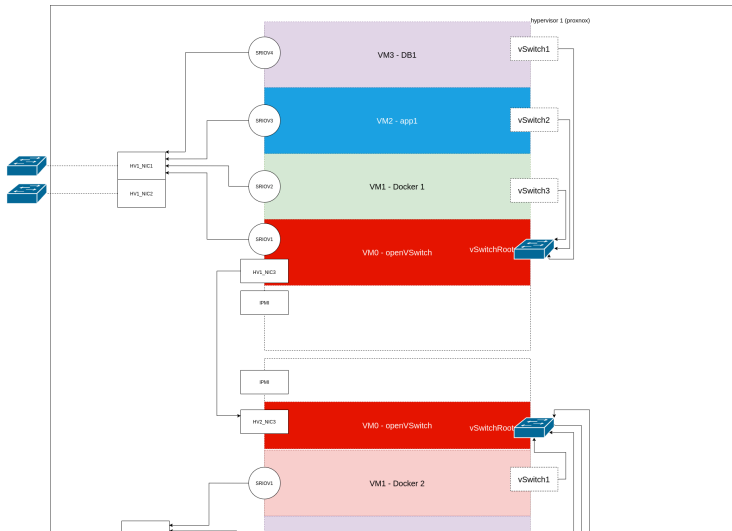 hypervisor 1 (proxnox)
SRIOV4
VM3 - DB1
vSwitch1
SRIOV3
VM2 - app1
vSwitch2
HV1_NIC1
HV1_NIC2
SRIOV2
VM1 - Docker 1
vSwitch3
SRIOV1
VM0 - openVSwitch
vSwitchRoot
HV1_NIC3
IPMI
IPMI
HV2_NIC3
VM0 - openVSwitch
vSwitchRoot
SRIOV1
VM1 - Docker 2
vSwitch1